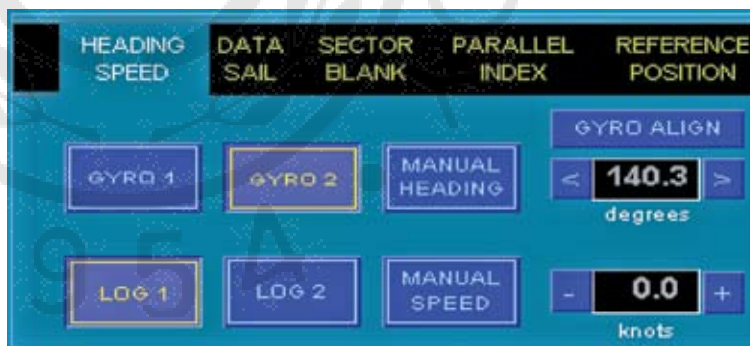 HEADING SPEED
DATA SAIL
SECTOR BLANK
PARALLEL INDEX
REFERENCE POSITION
GYRO ALIGN
GYRO 1
GYRO 2
MANUAL HEADING
< 140.3 >
degrees
LOG 1
LOG 2
MANUAL SPEED
- 0.0 +
knots
954